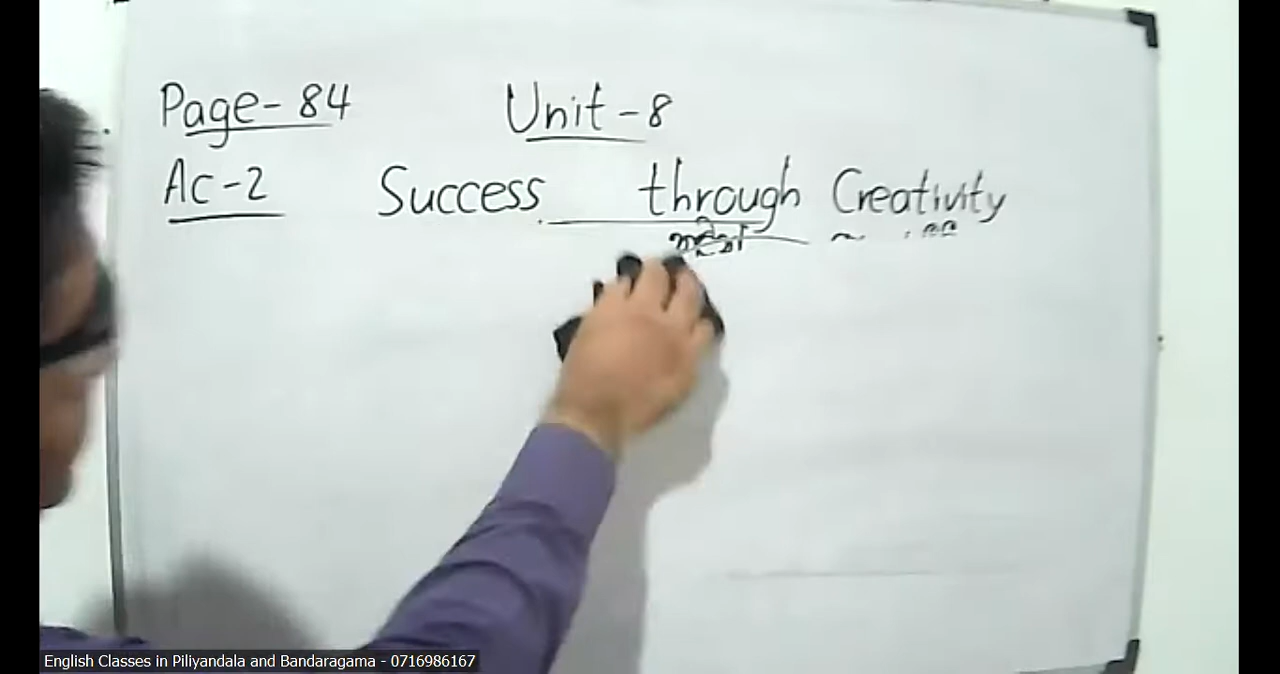 Page-84 Unit-8
Ac-2 Success through Creativity
English Classes in Piliyandala and Bandaragama - 0716986167